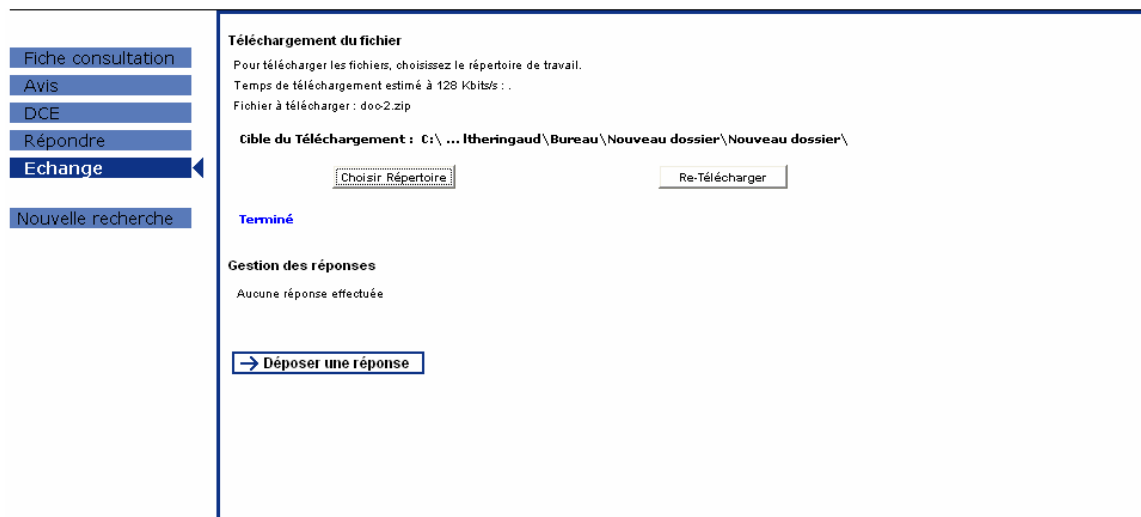 Fiche consultation
Avis
DCE
Répondre
Echange
Nouvelle recherche
Téléchargement du fichier
Pour télécharger les fichiers, choisissez le répertoire de travail.
Temps de téléchargement estimé à 128 Kbits/s : .
Fichier à télécharger : doc-2.zip
Cible du Téléchargement : C:\ ... ltheringaud\Bureau\Nouveau dossier\Nouveau dossier\
Choisir Répertoire
Re-Télécharger
Terminé
Gestion des réponses
Aucune réponse effectuée
Déposer une réponse